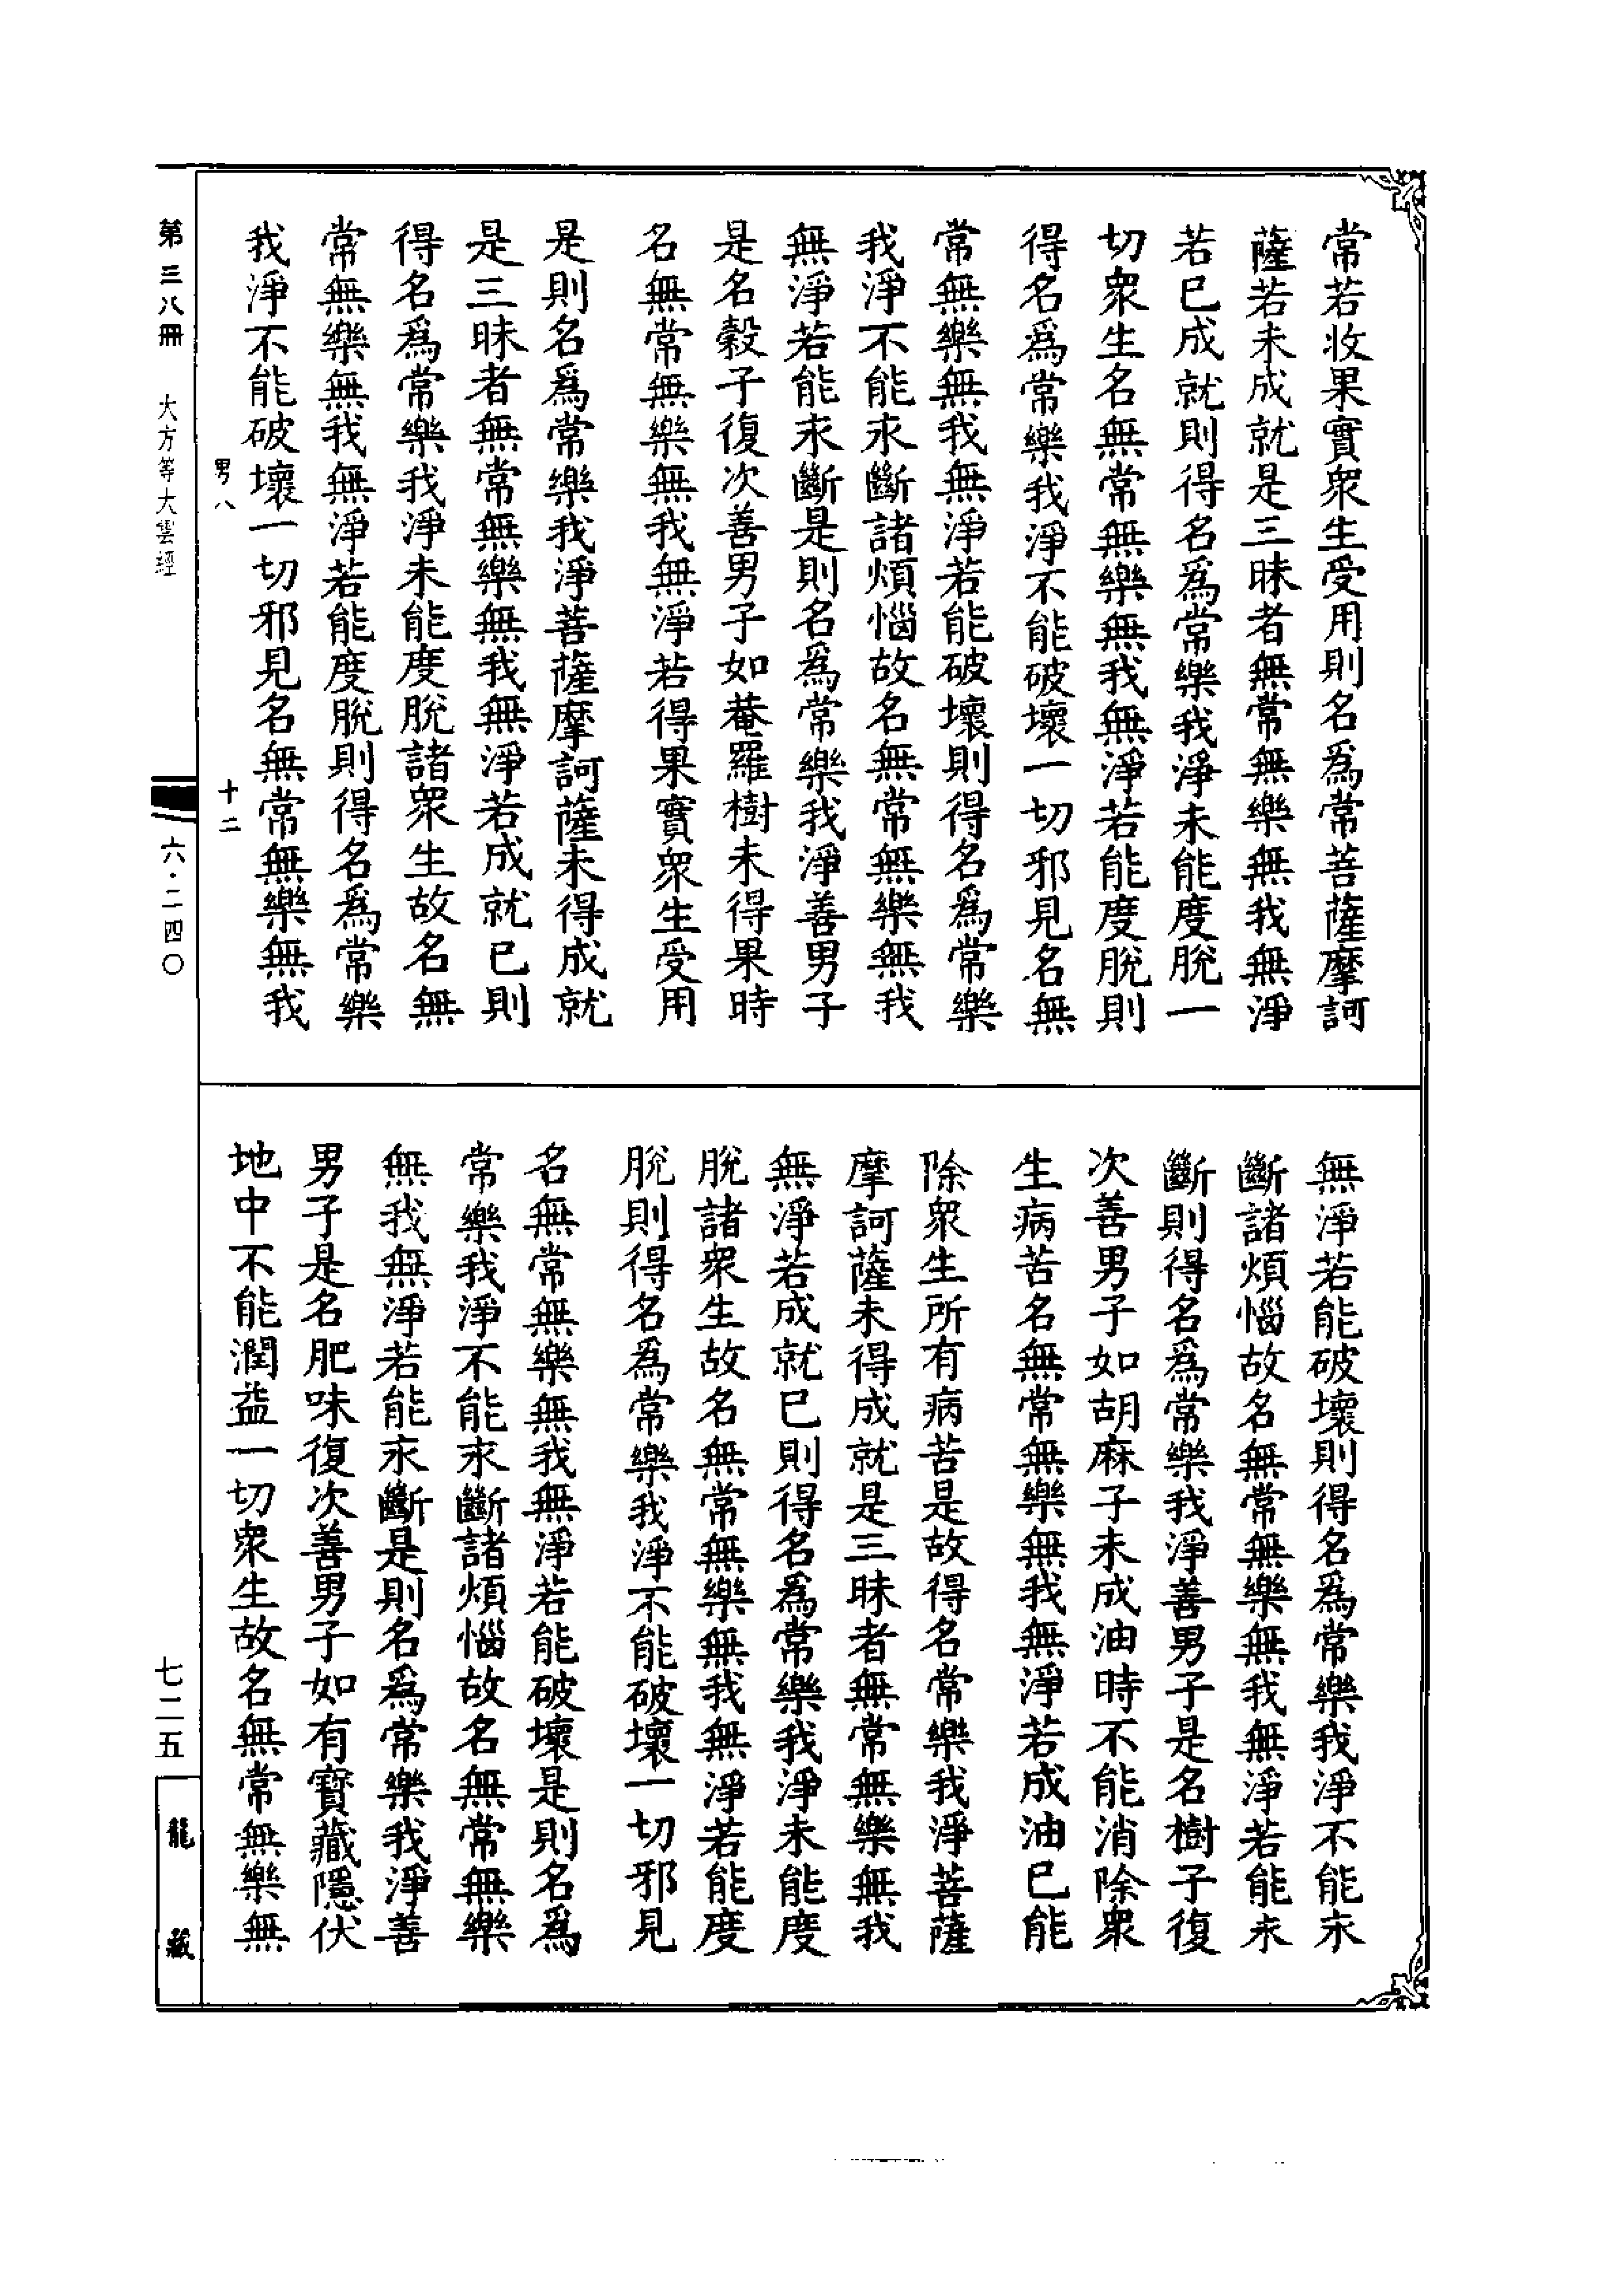 常若收果實衆生受用則名爲常菩薩摩訶
薩若未成就是三昧者無常無樂無我無淨
若已成就則得名爲常樂我淨未能度脫一
切衆生名無常無樂無我無淨若能度脫則
得名爲常樂我淨不能破壞一切邪見名無
常無樂無我無淨若能破壞則得名爲常樂
我淨不能永斷諸煩惱故名無常無樂無我
無淨若能永斷是則名爲常樂我淨善男子
是名穀子復次善男子如菴羅樹未得果時
名無常無樂無我無淨若得果實衆生受用
是則名爲常樂我淨菩薩摩訶薩未得成就
是三昧者無常無樂無我無淨若成就已則
得名爲常樂我淨未能度脫諸衆生故名無
常無樂無我無淨若能度脫則得名爲常樂
我淨不能破壞一切邪見名無常無樂無我
無淨若能破壞則得名爲常樂我淨不能永
斷諸煩惱故名無常無樂無我無淨若能永
斷則得名爲常樂我淨善男子是名樹子復
次善男子如胡麻子未成油時不能消除衆
生病苦名無常無樂無我無淨若成油已能
除衆生所有病苦是故得名常樂我淨菩薩
摩訶薩未得成就是三昧者無常無樂無我
無淨若成就已則得名爲常樂我淨未能度
脫諸衆生故名無常無樂無我無淨若能度
脫則得名爲常樂我淨不能破壞一切邪見
名無常無樂無我無淨若能破壞是則名爲
常樂我淨不能永斷諸煩惱故名無常無樂
無我無淨若能永斷是則名爲常樂我淨善
男子是名肥味復次善男子如有寶藏隱伏
地中不能潤益一切衆生故名無常無樂無
男八 十二
第三八冊 大方等大雲經 六·二四〇 七二五 龍藏